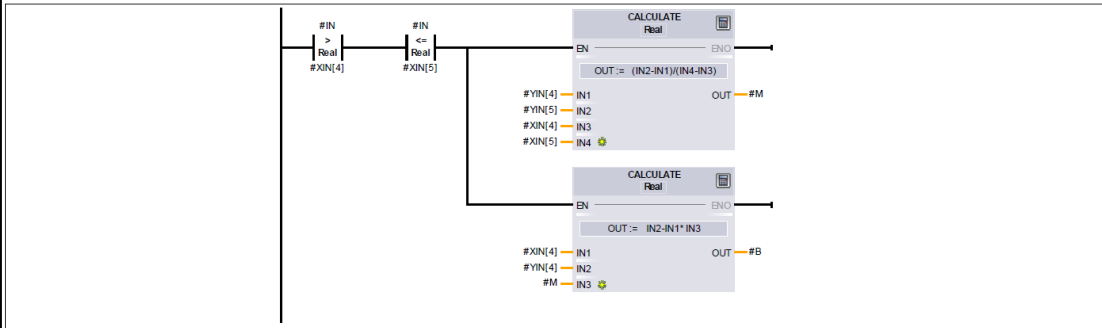 #IN #IN
> <=
Real Real
#XIN[4] #XIN[5]
CALCULATE
Real
EN ENO
OUT := (IN2-IN1)/(IN4-IN3)
#YIN[4] IN1 OUT #M
#YIN[5] IN2
#XIN[4] IN3
#XIN[5] IN4
CALCULATE
Real
EN ENO
OUT := IN2-IN1* IN3
#XIN[4] IN1 OUT #B
#YIN[4] IN2
#M IN3